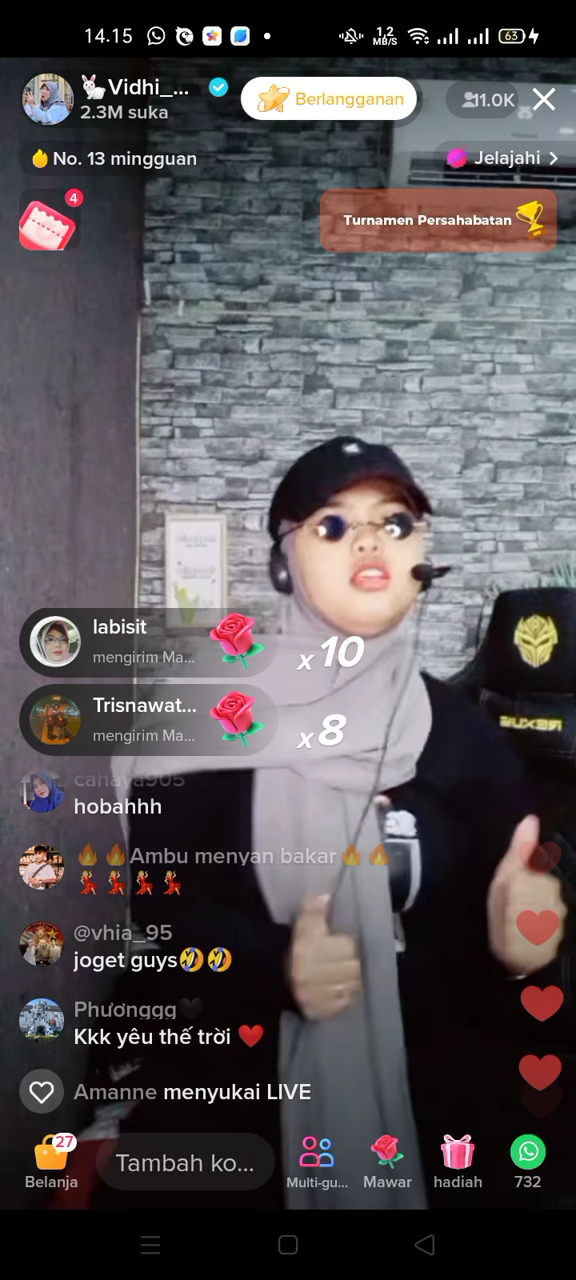 14.15
1,2
MB/S
63
Vidhi_...
2.3M suka
Berlangganan
11.0K
No. 13 mingguan
Jelajahi
4
Turnamen Persahabatan
labisit
mengirim Ma...
x10
Trisnawat...
mengirim Ma...
x8
cahaya905
hobahhh
🔥🔥Ambu menyan bakar🔥🔥
💃💃💃💃
@vhia_95
joget guys🤣🤣
Phươnggg🖤
Kkk yêu thế trời ❤️
Amanne menyukai LIVE
27
Belanja
Tambah ko...
Multi-gu...
Mawar
hadiah
732